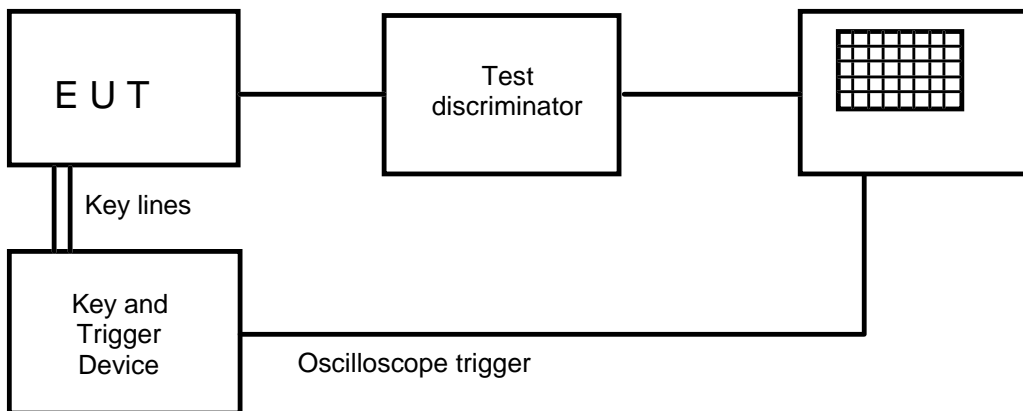 E U T
Test
discriminator
Key lines
Key and
Trigger
Device
Oscilloscope trigger